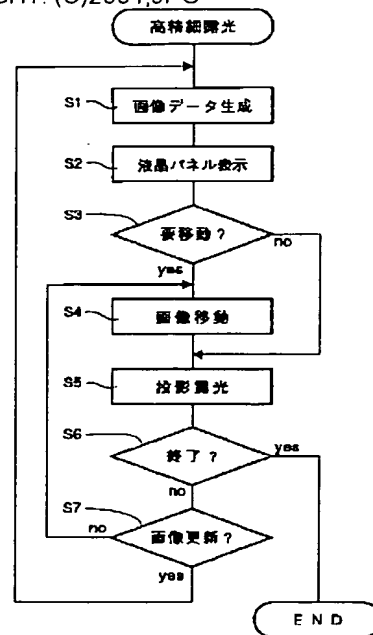 高精細露光
S1
画像データ生成
S2
液晶パネル表示
S3
要移動?
no
yes
S4
画像移動
S5
投影露光
S6
終了?
yes
no
S7
画像更新?
no
yes
END